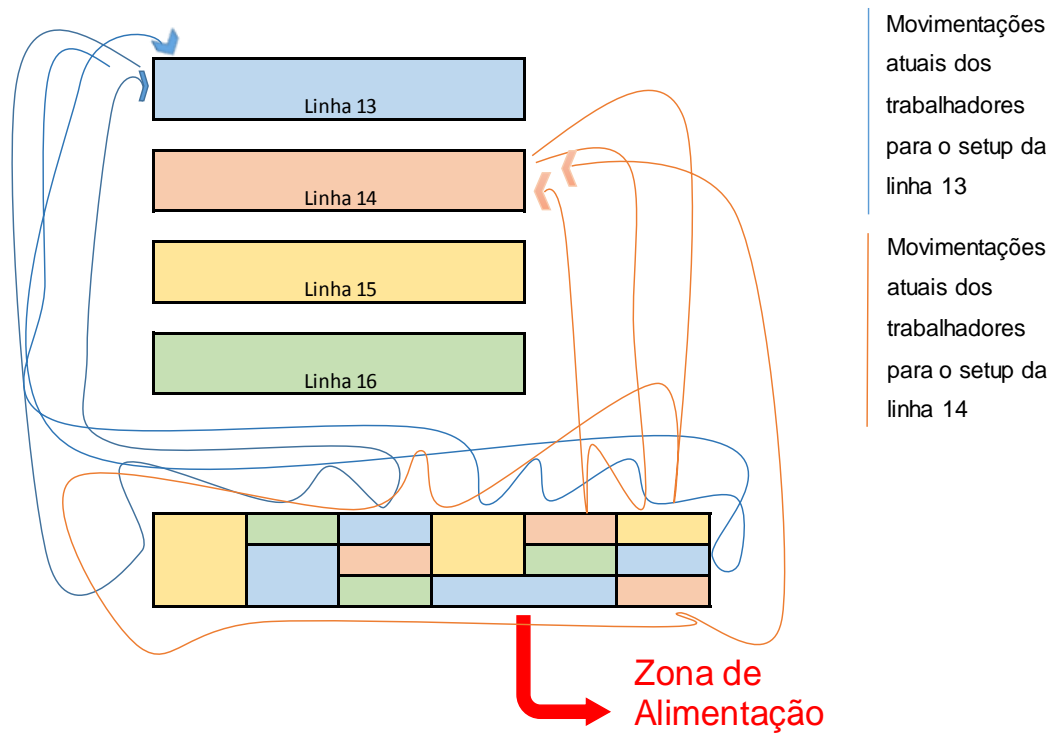 Linha 13
Linha 14
Linha 15
Linha 16
Movimentações
atuais dos
trabalhadores
para o setup da
linha 13
Movimentações
atuais dos
trabalhadores
para o setup da
linha 14
Zona de
Alimentação